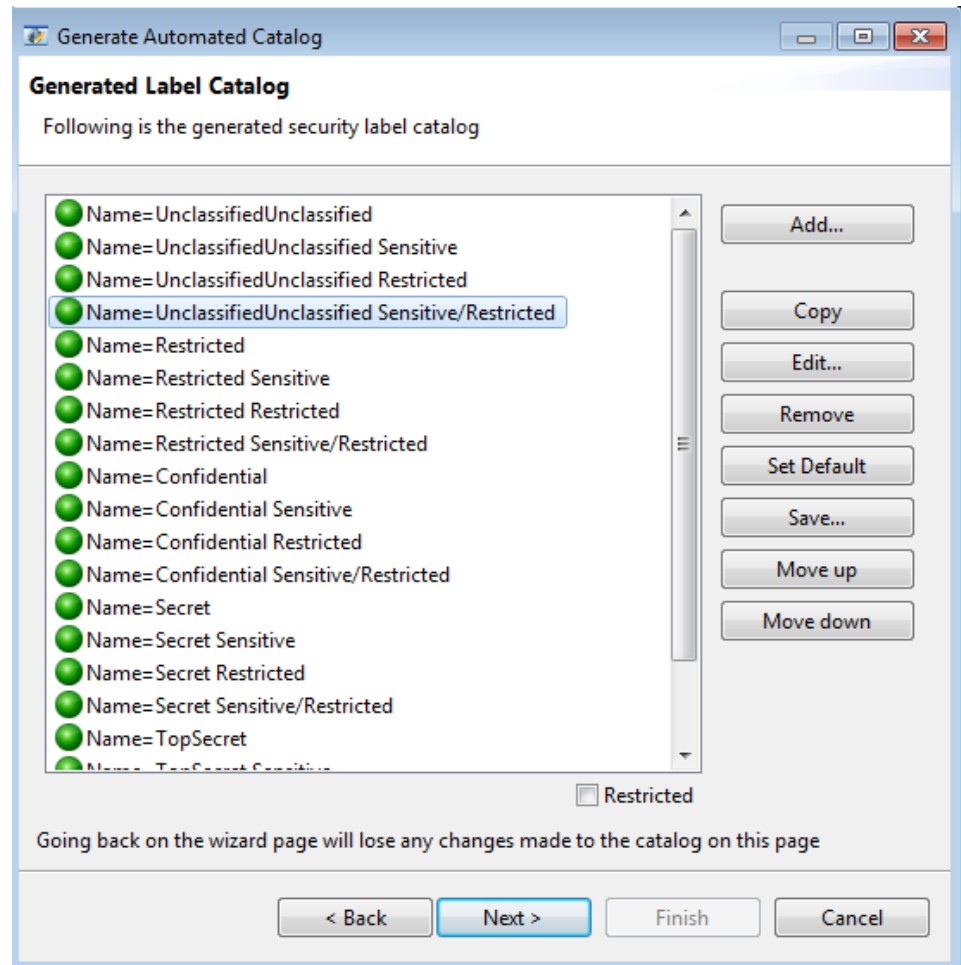 Generate Automated Catalog
Generated Label Catalog
Following is the generated security label catalog
Name=UnclassifiedUnclassified
Name=UnclassifiedUnclassified Sensitive
Name=UnclassifiedUnclassified Restricted
Name=UnclassifiedUnclassified Sensitive/Restricted
Name=Restricted
Name=Restricted Sensitive
Name=Restricted Restricted
Name=Restricted Sensitive/Restricted
Name=Confidential
Name=Confidential Sensitive
Name=Confidential Restricted
Name=Confidential Sensitive/Restricted
Name=Secret
Name=Secret Sensitive
Name=Secret Restricted
Name=Secret Sensitive/Restricted
Name=TopSecret
Name=TopSecret Sensitive
Add...
Copy
Edit...
Remove
Set Default
Save...
Move up
Move down
Restricted
Going back on the wizard page will lose any changes made to the catalog on this page
< Back
Next >
Finish
Cancel